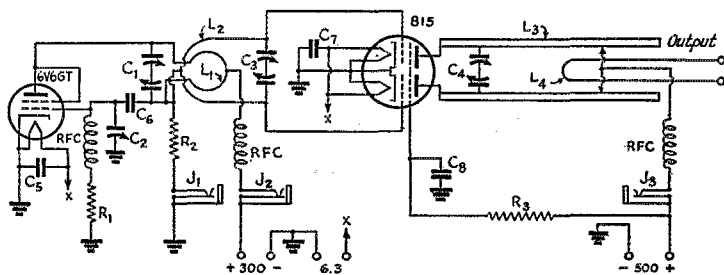 815
L2
C7
L3
Output
C1
L1
C3
C4
L4
6V6GT
C6
X
RFC
C2
R2
RFC
RFC
C5
X
J1
J2
C8
J3
R1
R3
X
+ 300 -
6.3
- 500 +